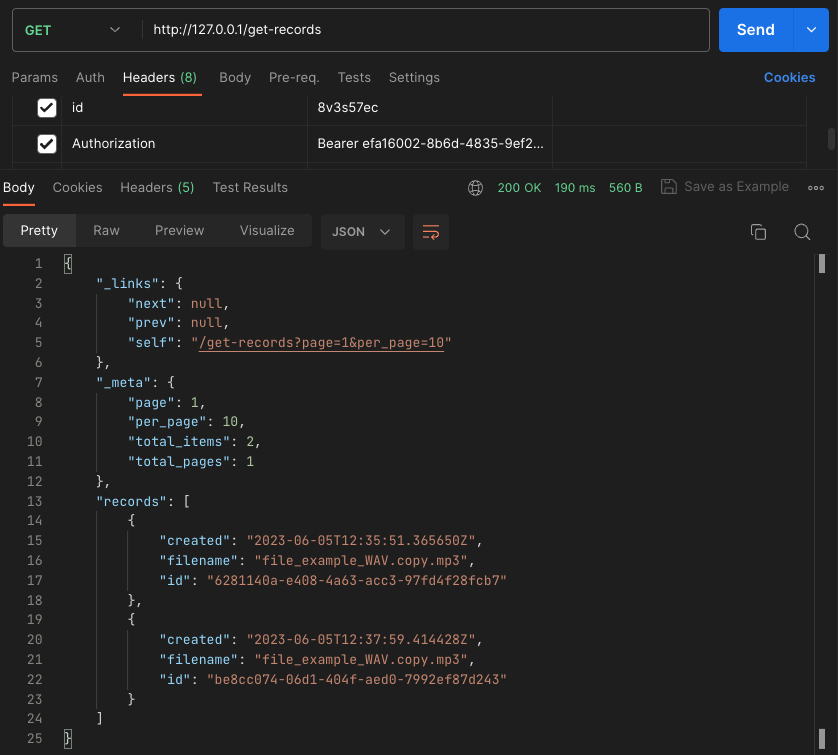 GET http://127.0.0.1/get-records Send
Params Auth Headers (8) Body Pre-req. Tests Settings Cookies
id 8v3s57ec
Authorization Bearer efa16002-8b6d-4835-9ef2...
Body Cookies Headers (5) Test Results 200 OK 190 ms 560 B Save as Example
Pretty Raw Preview Visualize JSON
1 {
2     "_links": {
3         "next": null,
4         "prev": null,
5         "self": "/get-records?page=1&per_page=10"
6     },
7     "_meta": {
8         "page": 1,
9         "per_page": 10,
10         "total_items": 2,
11         "total_pages": 1
12     },
13     "records": [
14         {
15             "created": "2023-06-05T12:35:51.365650Z",
16             "filename": "file_example_WAV.copy.mp3",
17             "id": "6281140a-e408-4a63-acc3-97fd4f28fcb7"
18         },
19         {
20             "created": "2023-06-05T12:37:59.414428Z",
21             "filename": "file_example_WAV.copy.mp3",
22             "id": "be8cc074-06d1-404f-aed0-7992ef87d243"
23         }
24     ]
25 }